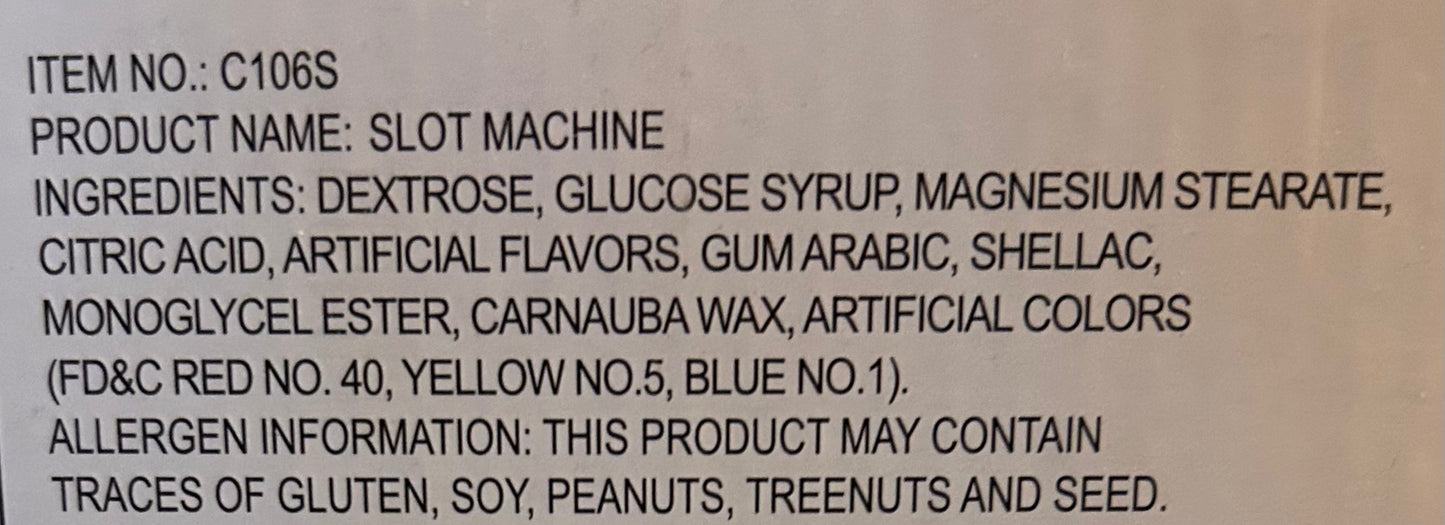 ITEM NO.: C106S
PRODUCT NAME: SLOT MACHINE
INGREDIENTS: DEXTROSE, GLUCOSE SYRUP, MAGNESIUM STEARATE,
CITRIC ACID, ARTIFICIAL FLAVORS, GUM ARABIC, SHELLAC,
MONOGLYCEL ESTER, CARNAUBA WAX, ARTIFICIAL COLORS
(FD&C RED NO. 40, YELLOW NO.5, BLUE NO.1).
ALLERGEN INFORMATION: THIS PRODUCT MAY CONTAIN
TRACES OF GLUTEN, SOY, PEANUTS, TREENUTS AND SEED.